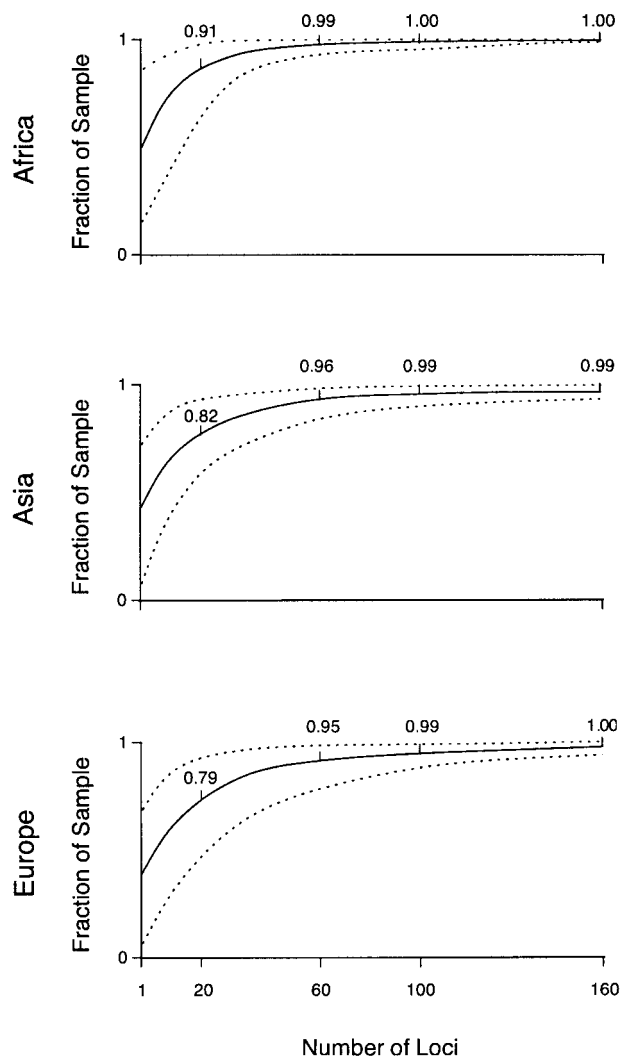 Africa
Fraction of Sample
1
0
0.91
0.99
1.00
1.00
Asia
Fraction of Sample
1
0
0.82
0.96
0.99
0.99
Europe
Fraction of Sample
1
0
0.79
0.95
0.99
1.00
1 20 60 100 160
Number of Loci